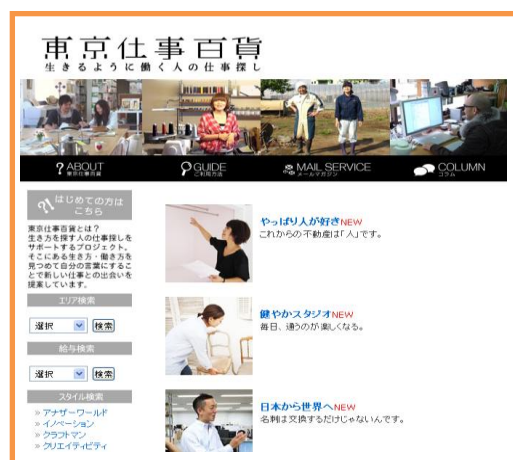 東京仕事百貨
生きるように働く人の仕事探し
? ABOUT
東京仕事百貨
GUIDE
ご利用方法
MAIL SERVICE
メールマガジン
COLUMN
コラム
?! はじめての方は
こちら
東京仕事百貨とは？
生き方を探す人の仕事探しを
サポートするプロジェクト。
そこにある生き方・働き方を
見つめて自分の言葉にするこ
とで新しい仕事との出会いを
提案しています。
エリア検索
選択 検索
給与検索
選択 検索
スタイル検索
» アナザーワールド
» イノベーション
» クラフトマン
» クリエイティビティ
やっぱり人が好きNEW
これからの不動産は「人」です。
健やかスタジオNEW
毎日、通うのが楽しくなる。
日本から世界へNEW
名刺は交換するだけじゃないんです。